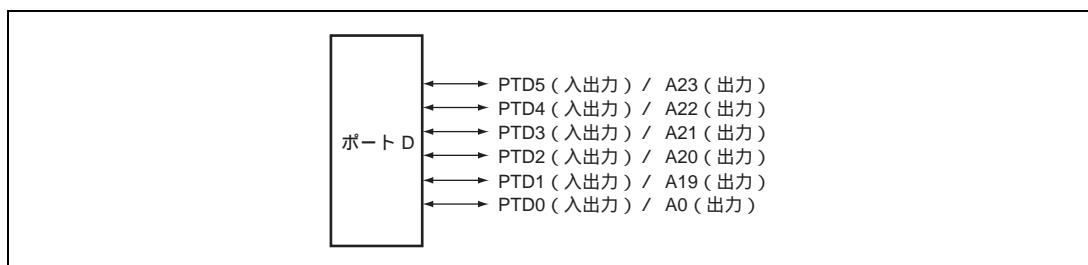 PTD5(入出力)/ A23(出力)
PTD4(入出力)/ A22(出力)
PTD3(入出力)/ A21(出力)
ポート D
PTD2(入出力)/ A20(出力)
PTD1(入出力)/ A19(出力)
PTD0(入出力)/ A0(出力)